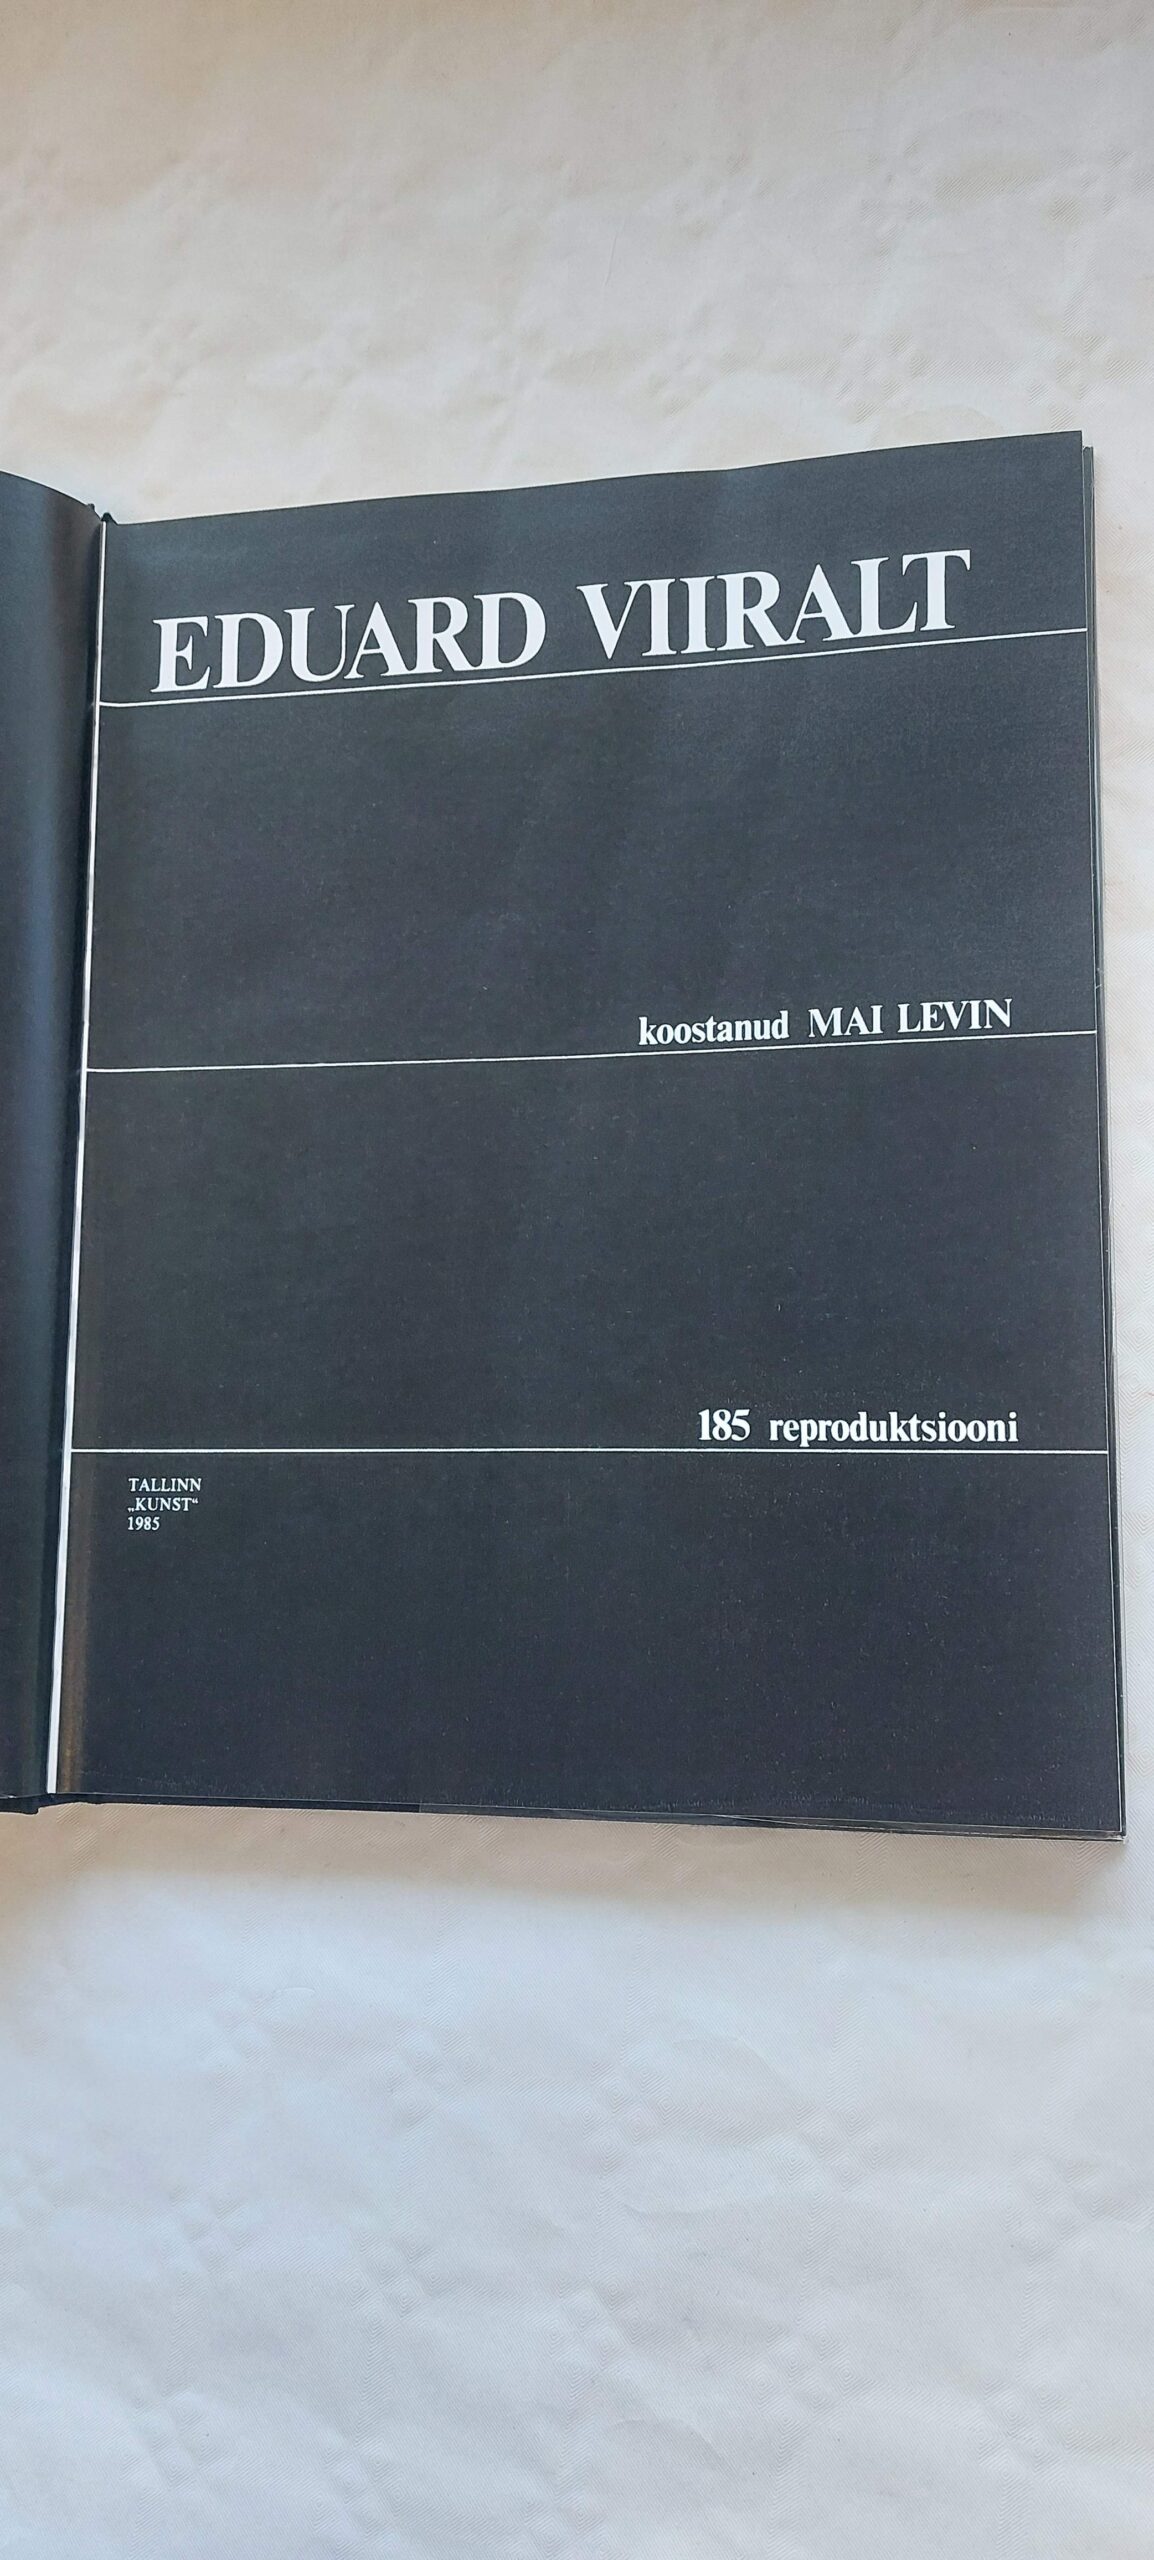 EDUARD VIIRALT
koostanud MAI LEVIN
185 reproduktsiooni
TALLINN
„KUNST“
1985